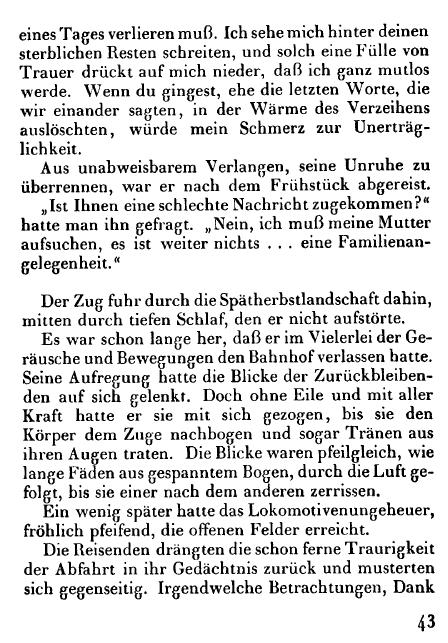 eines Tages verlieren muß. Ich sehe mich hinter deinen
sterblichen Resten schreiten, und solch eine Fülle von
Trauer drückt auf mich nieder, daß ich ganz mutlos
werde. Wenn du gingest, ehe die letzten Worte, die
wir einander sagten, in der Wärme des Verzeihens
auslöschten, würde mein Schmerz zur Unerträg-
lichkeit.
Aus unabweisbarem Verlangen, seine Unruhe zu
überrennen, war er nach dem Frühstück abgereist.
„Ist Ihnen eine schlechte Nachricht zugekommen?“
hatte man ihn gefragt. „Nein, ich muß meine Mutter
aufsuchen, es ist weiter nichts . . . eine Familienan-
gelegenheit.“
Der Zug fuhr durch die Spätherbstlandschaft dahin,
mitten durch tiefen Schlaf, den er nicht aufstörte.
Es war schon lange her, daß er im Vielerlei der Ge-
räusche und Bewegungen den Bahnhof verlassen hatte.
Seine Aufregung hatte die Blicke der Zurückbleiben-
den auf sich gelenkt. Doch ohne Eile und mit aller
Kraft hatte er sie mit sich gezogen, bis sie den
Körper dem Zuge nachbogen und sogar Tränen aus
ihren Augen traten. Die Blicke waren pfeilgleich, wie
lange Fäden aus gespanntem Bogen, durch die Luft ge-
folgt, bis sie einer nach dem anderen zerrissen.
Ein wenig später hatte das Lokomotivenungeheuer,
fröhlich pfeifend, die offenen Felder erreicht.
Die Reisenden drängten die schon ferne Traurigkeit
der Abfahrt in ihr Gedächtnis zurück und musterten
sich gegenseitig. Irgendwelche Betrachtungen, Dank
43